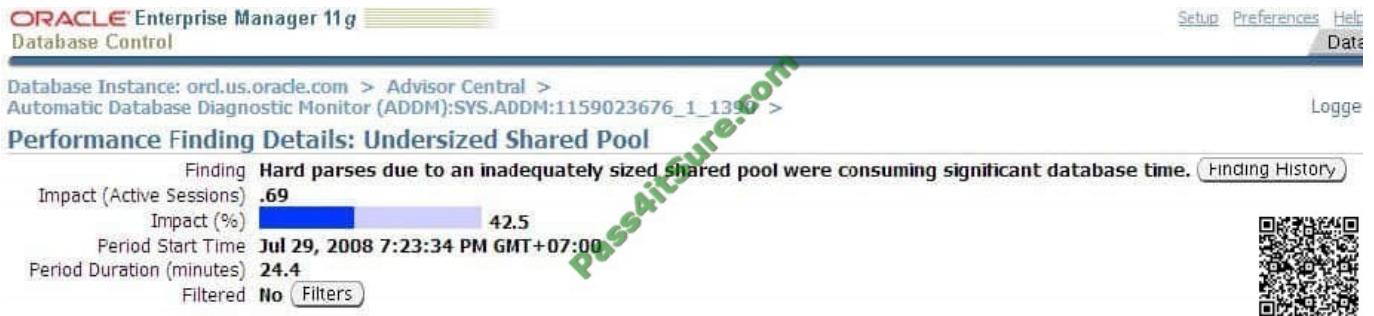 ORACLE Enterprise Manager 11g
Database Control
Setup Preferences Help
Data
Database Instance: orcl.us.oracle.com > Advisor Central >
Automatic Database Diagnostic Monitor (ADDM):SYS.ADDM:1159023676_1_1390 >
Logge
Performance Finding Details: Undersized Shared Pool
Finding Hard parses due to an inadequately sized shared pool were consuming significant database time. Finding History
Impact (Active Sessions) .69
Impact (%) 42.5
Period Start Time Jul 29, 2008 7:23:34 PM GMT+07:00
Period Duration (minutes) 24.4
Filtered No Filters
Pass4itSure.com